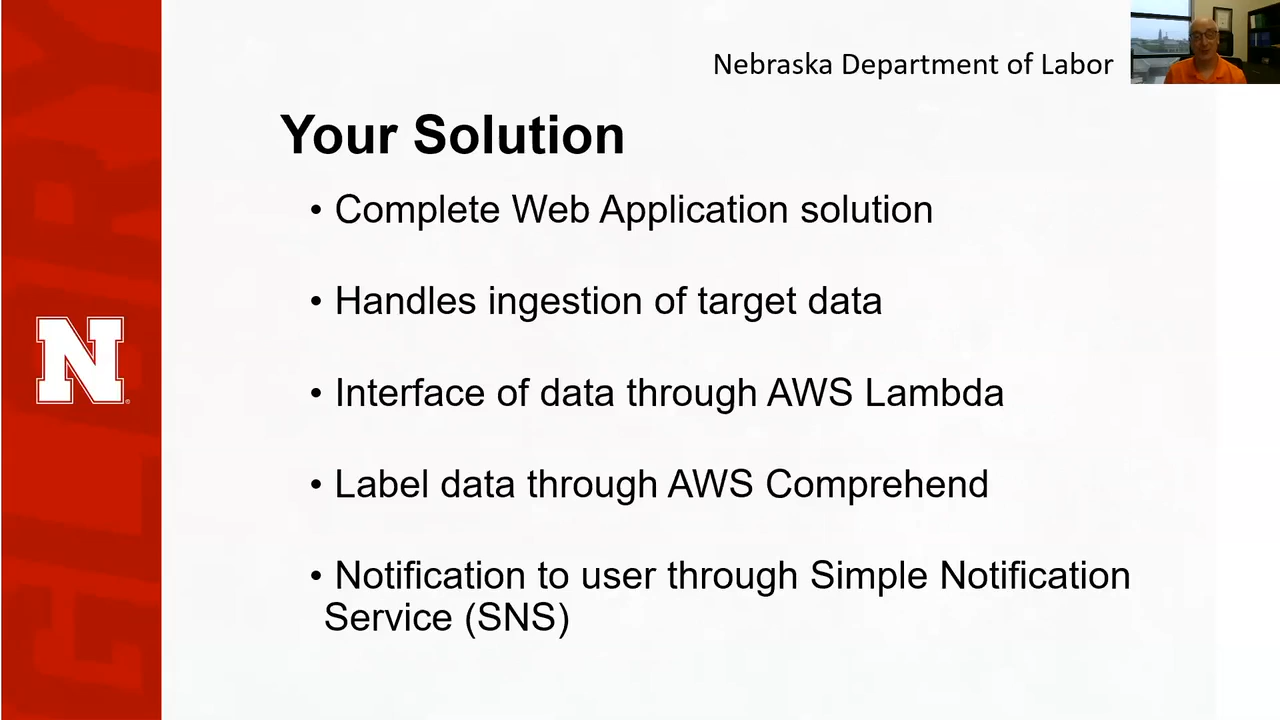 Nebraska Department of Labor
Your Solution
• Complete Web Application solution
• Handles ingestion of target data
• Interface of data through AWS Lambda
• Label data through AWS Comprehend
• Notification to user through Simple Notification
Service (SNS)
N
GLORY